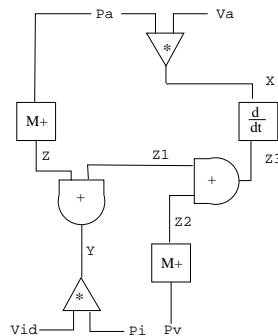 Pa Va
*
X
M+
d
dt
Z Z1 Z3
+ +
Z2
Y
M+
*
Vid Pi Pv